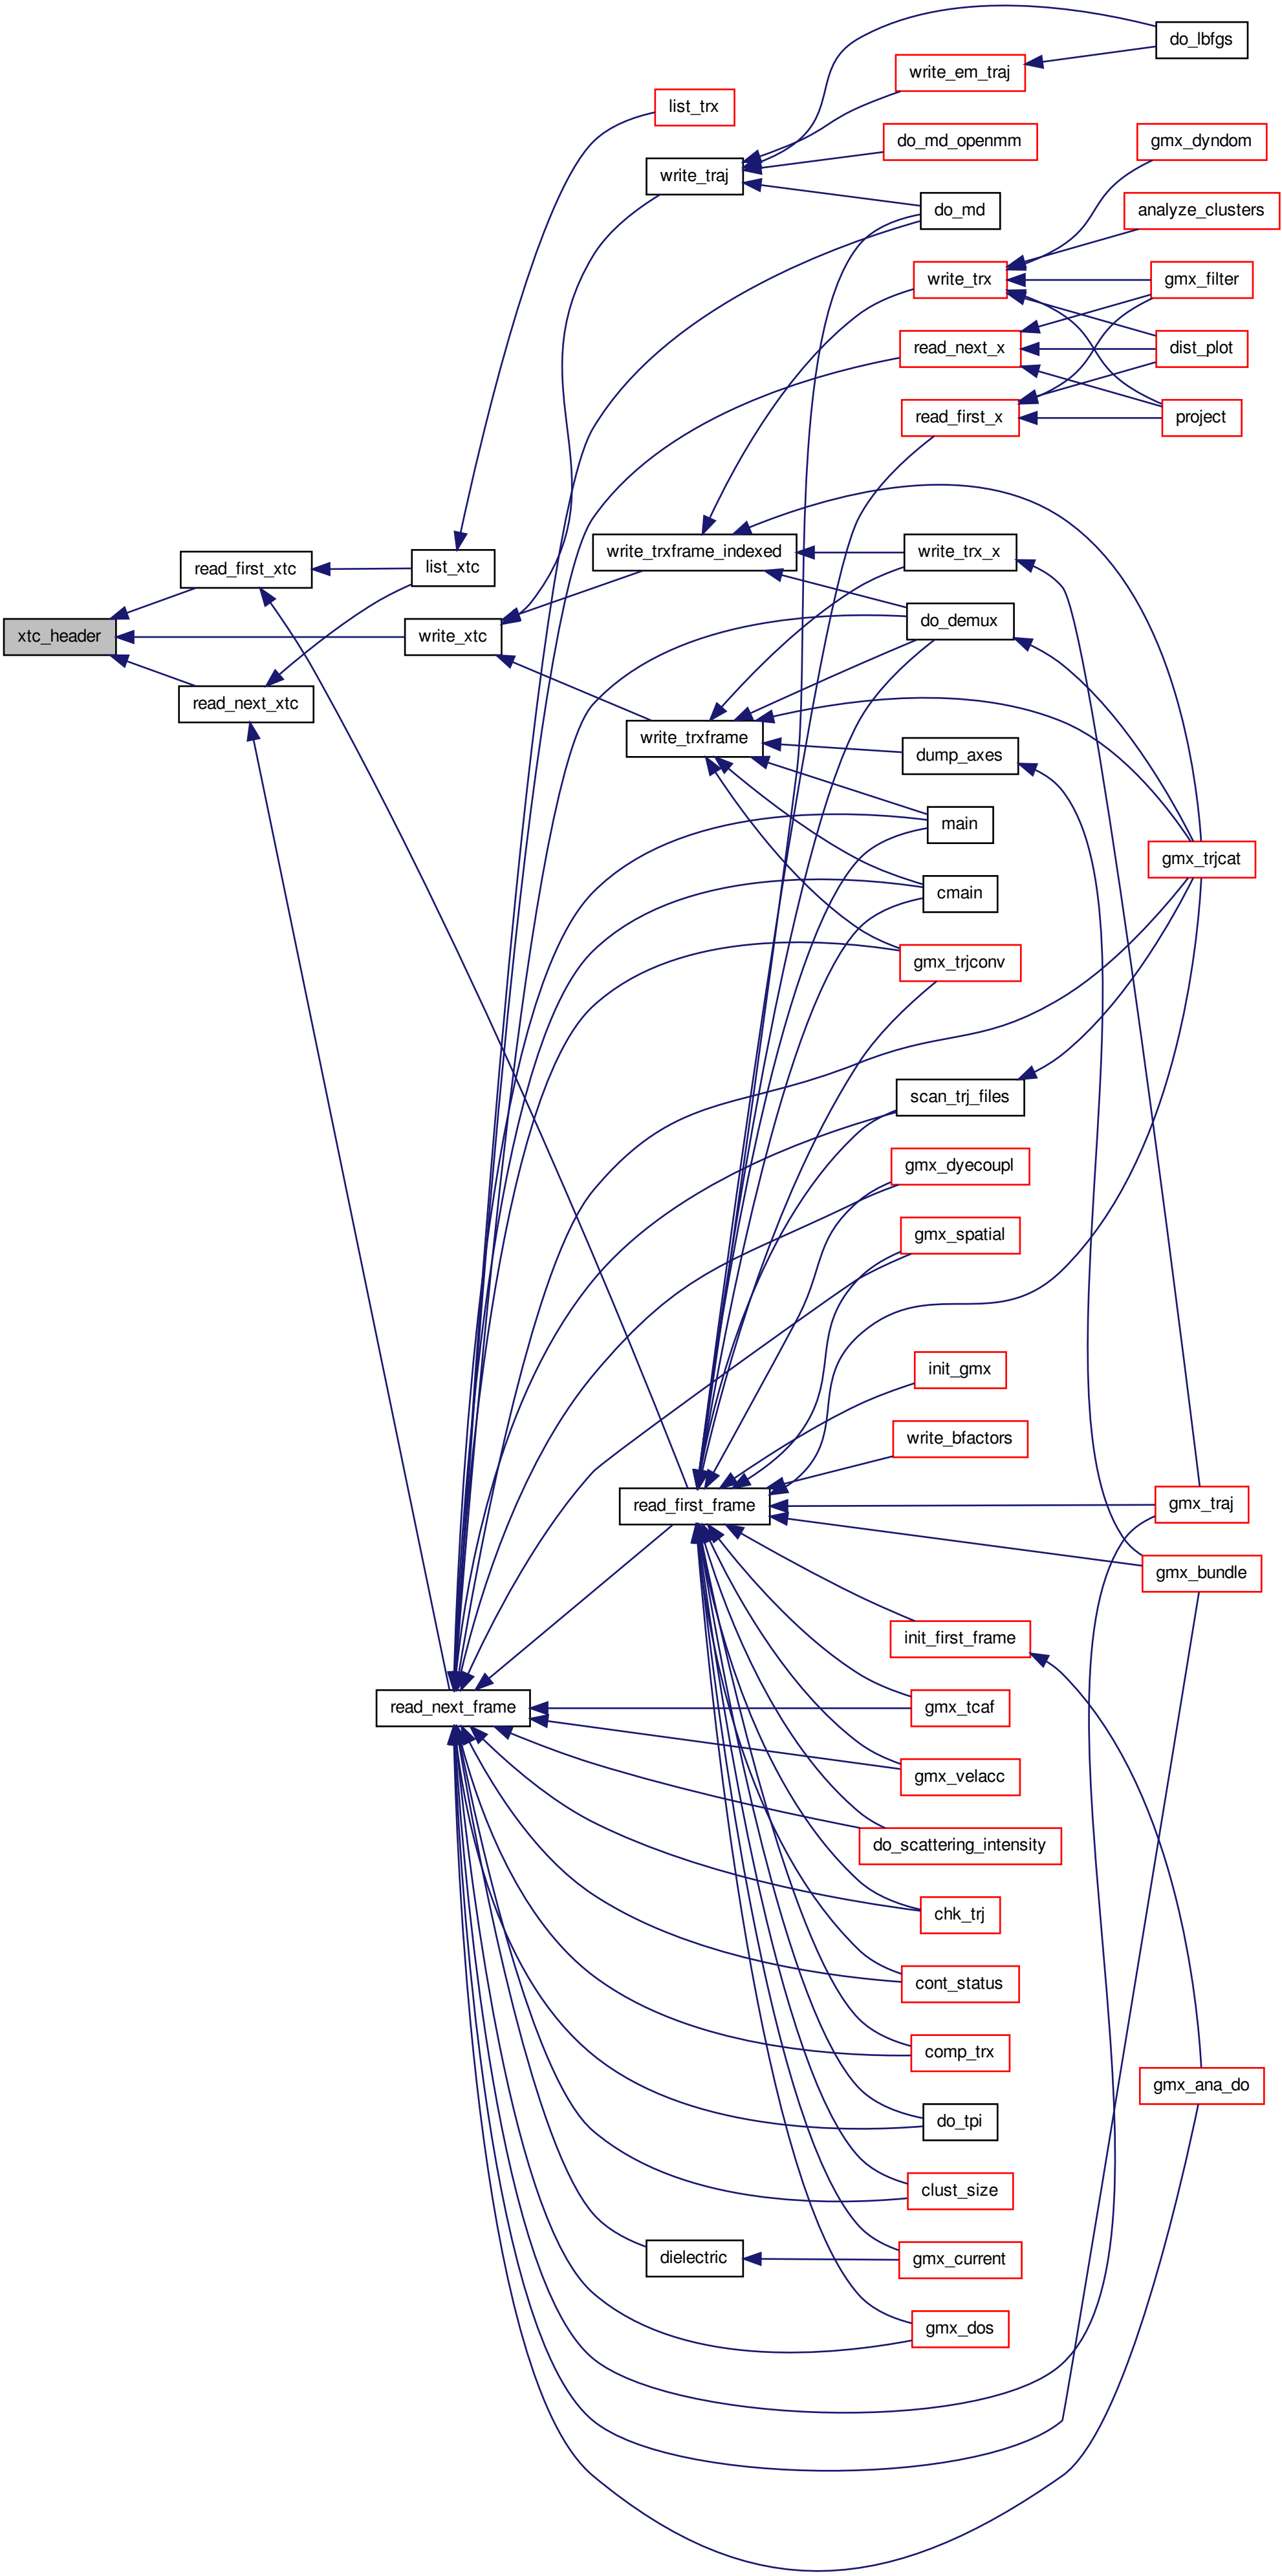 do_lbfgs
write_em_traj
list_trx
do_md_openmm
gmx_dyndom
write_traj
do_md
analyze_clusters
write_trx
gmx_filter
read_next_x
dist_plot
read_first_x
project
write_trxframe_indexed
write_trx_x
read_first_xtc
list_xtc
do_demux
xtc_header
write_xtc
read_next_xtc
write_trxframe
dump_axes
main
gmx_trjcat
cmain
gmx_trjconv
scan_trj_files
gmx_dyecoupl
gmx_spatial
init_gmx
write_bfactors
read_first_frame
gmx_traj
gmx_bundle
init_first_frame
read_next_frame
gmx_tcaf
gmx_velacc
do_scattering_intensity
chk_trj
cont_status
comp_trx
gmx_ana_do
do_tpi
clust_size
dielectric
gmx_current
gmx_dos